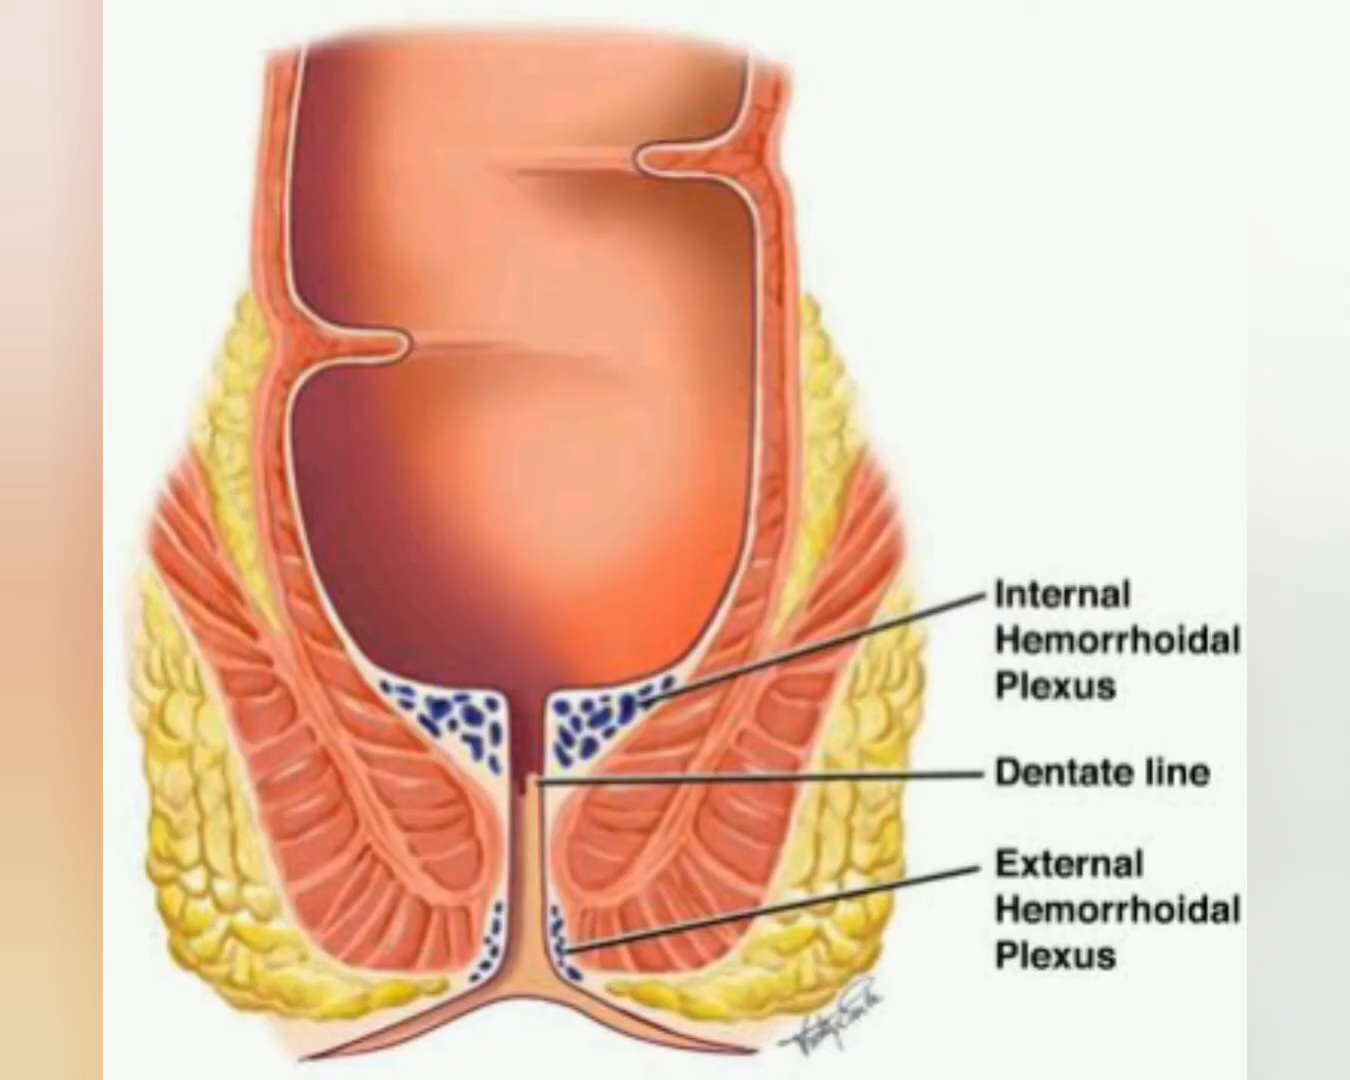 Internal
Hemorrhoidal
Plexus
Dentate line
External
Hemorrhoidal
Plexus